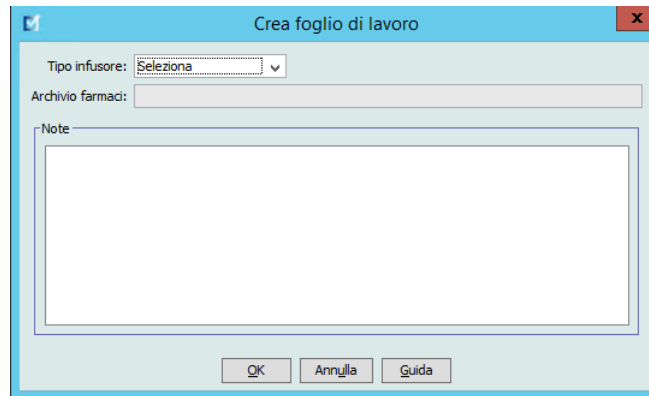 Crea foglio di lavoro
x
Tipo infusore: Seleziona
Archivio farmaci:
Note
OK Annulla Guida